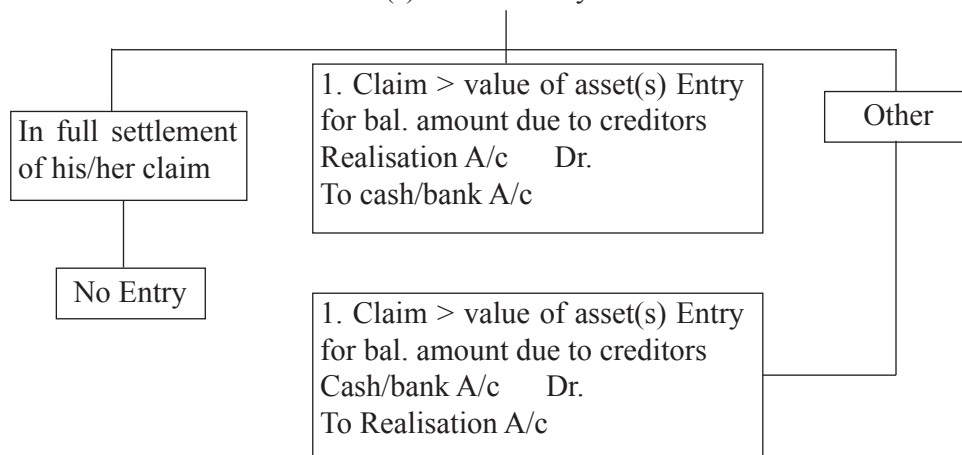 In full settlement
of his/her claim
No Entry
1. Claim > value of asset(s) Entry
for bal. amount due to creditors
Realisation A/c Dr.
To cash/bank A/c
Other
1. Claim > value of asset(s) Entry
for bal. amount due to creditors
Cash/bank A/c Dr.
To Realisation A/c